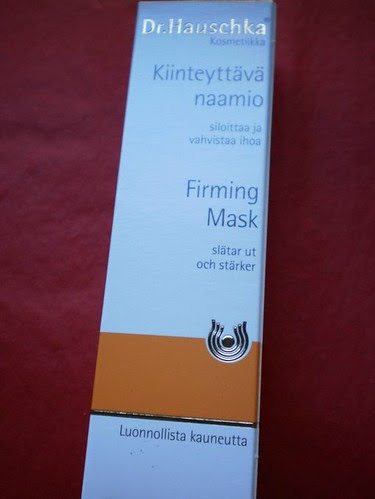 Dr.Hauschka®
Kosmetiikka
Kiinteyttävä
naamio
siloittaa ja
vahvistaa ihoa
Firming
Mask
slätar ut
och stärker
Luonnollista kauneutta